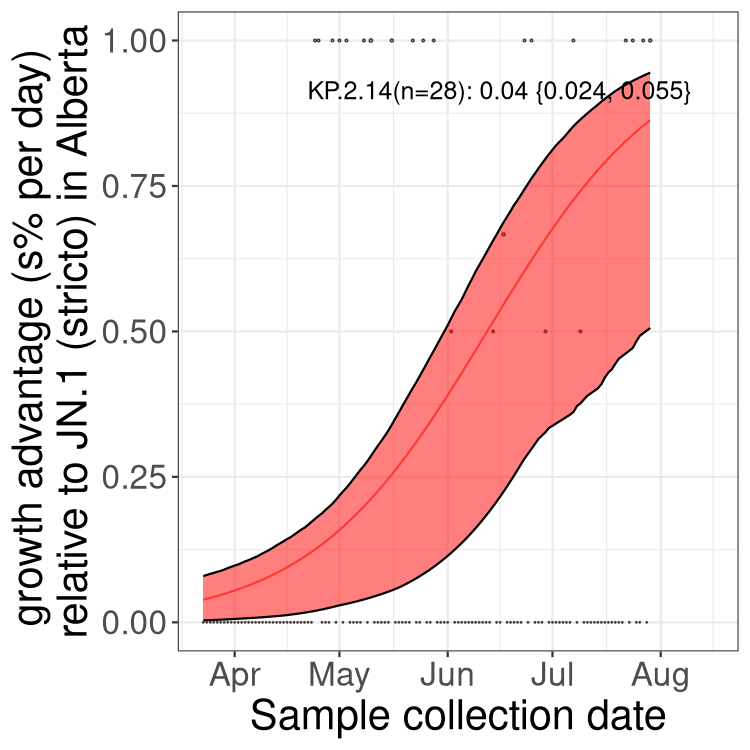 growth advantage (s% per day)
relative to JN.1 (stricto) in Alberta
1.00
0.75
0.50
0.25
0.00
KP.2.14(n=28): 0.04 {0.024, 0.055}
Apr May Jun Jul Aug
Sample collection date